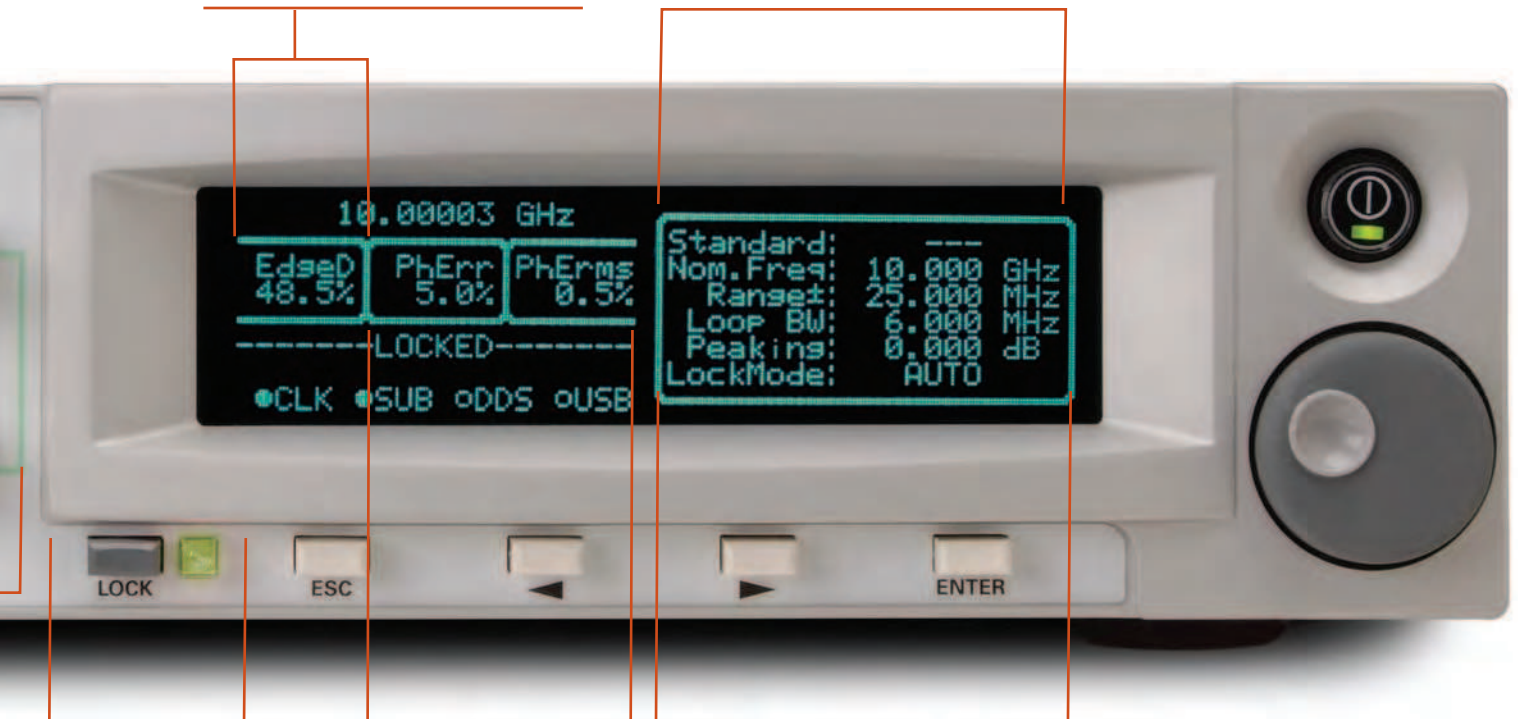 10.00003 GHz
EdgeD PhErr PhErms
48.5% 5.0% 0.5%
-------LOCKED-------
CLK SUB DDS USB
Standard: ---
Nom.Freq: 10.000 GHz
Range±: 25.000 MHz
Loop BW: 6.000 MHz
Peaking: 0.000 dB
LockMode: AUTO
LOCK ESC ◄ ► ENTER